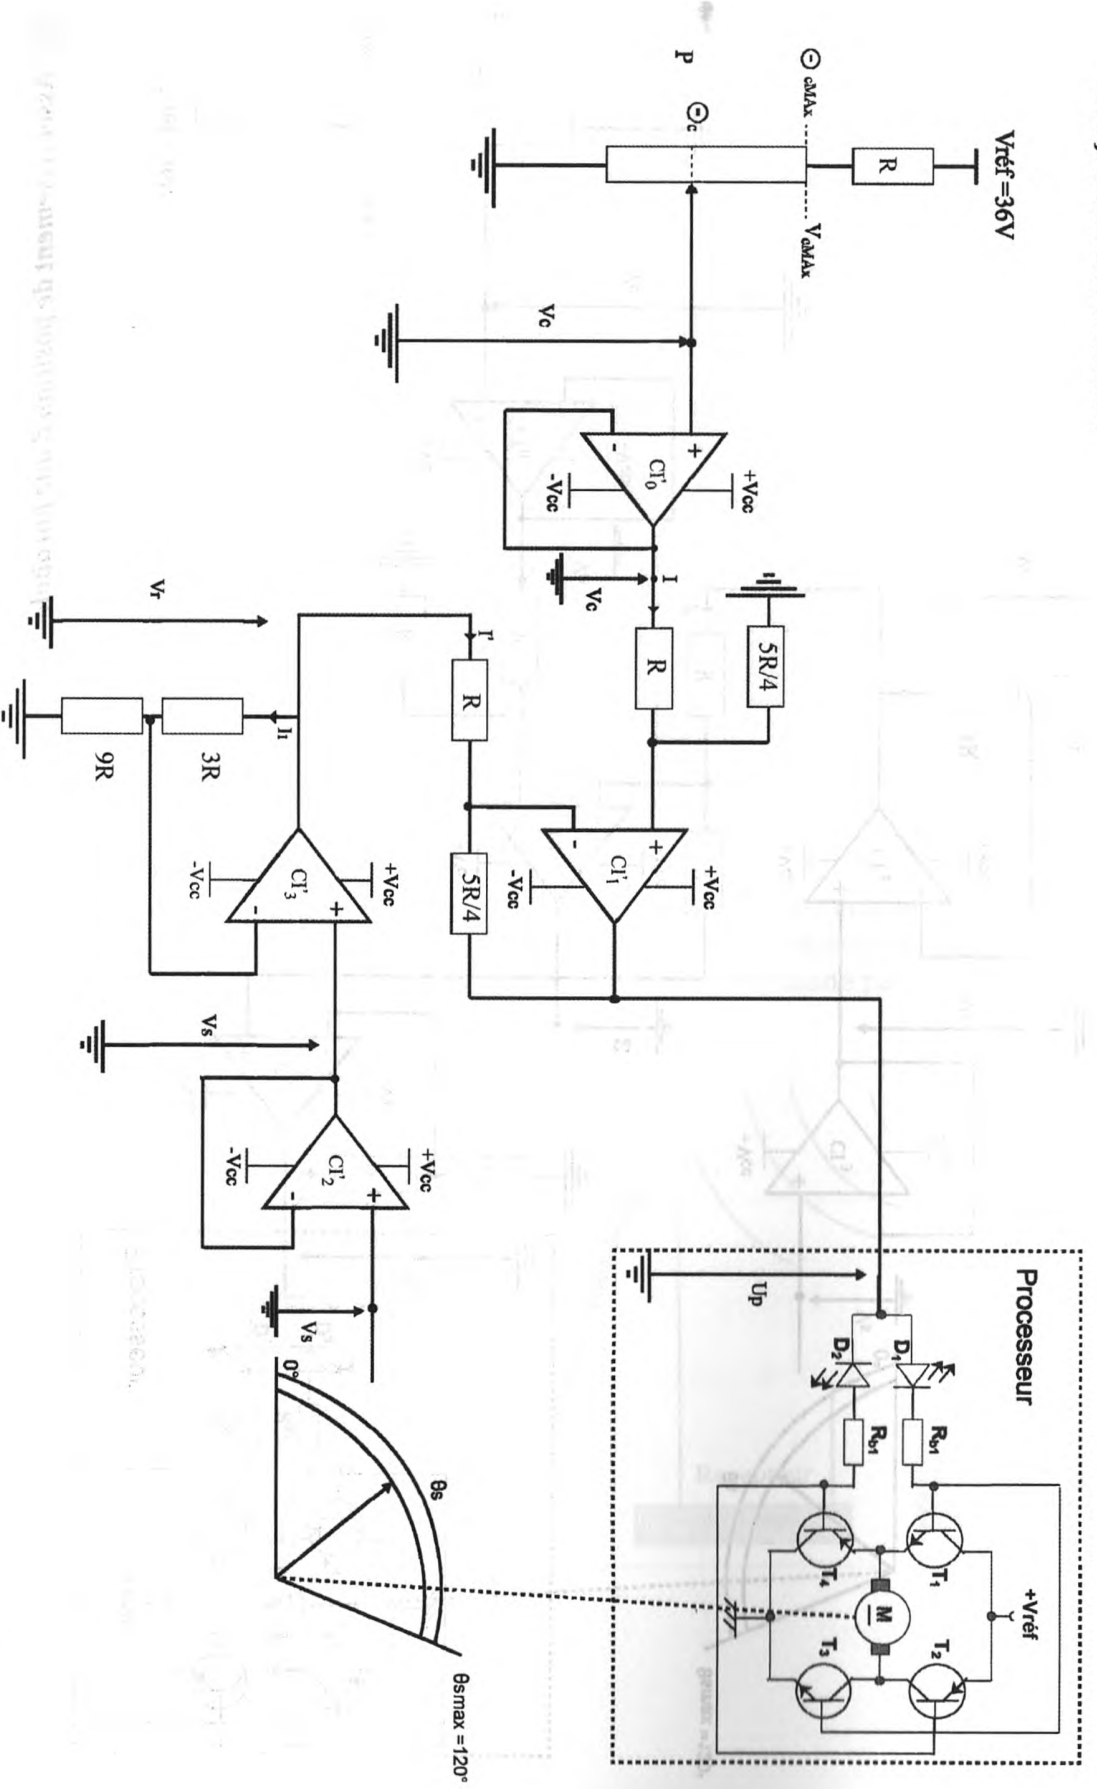 Vréf =36V
R
Θ cMAx
VcMAx
P
Θc
Vc
+
-
CI'0
+Vcc
-Vcc
I
Vc
R
5R/4
+
-
CI'1
+Vcc
-Vcc
I'
R
5R/4
Vr
I1
3R
9R
CI'3
+
-
+Vcc
-Vcc
Vs
CI'2
+
-
+Vcc
-Vcc
Vs
0°
θs
θsmax =120°
Processeur
Up
D1
D2
Rb1
Rb1
T1
T4
M
T2
T3
+Vréf